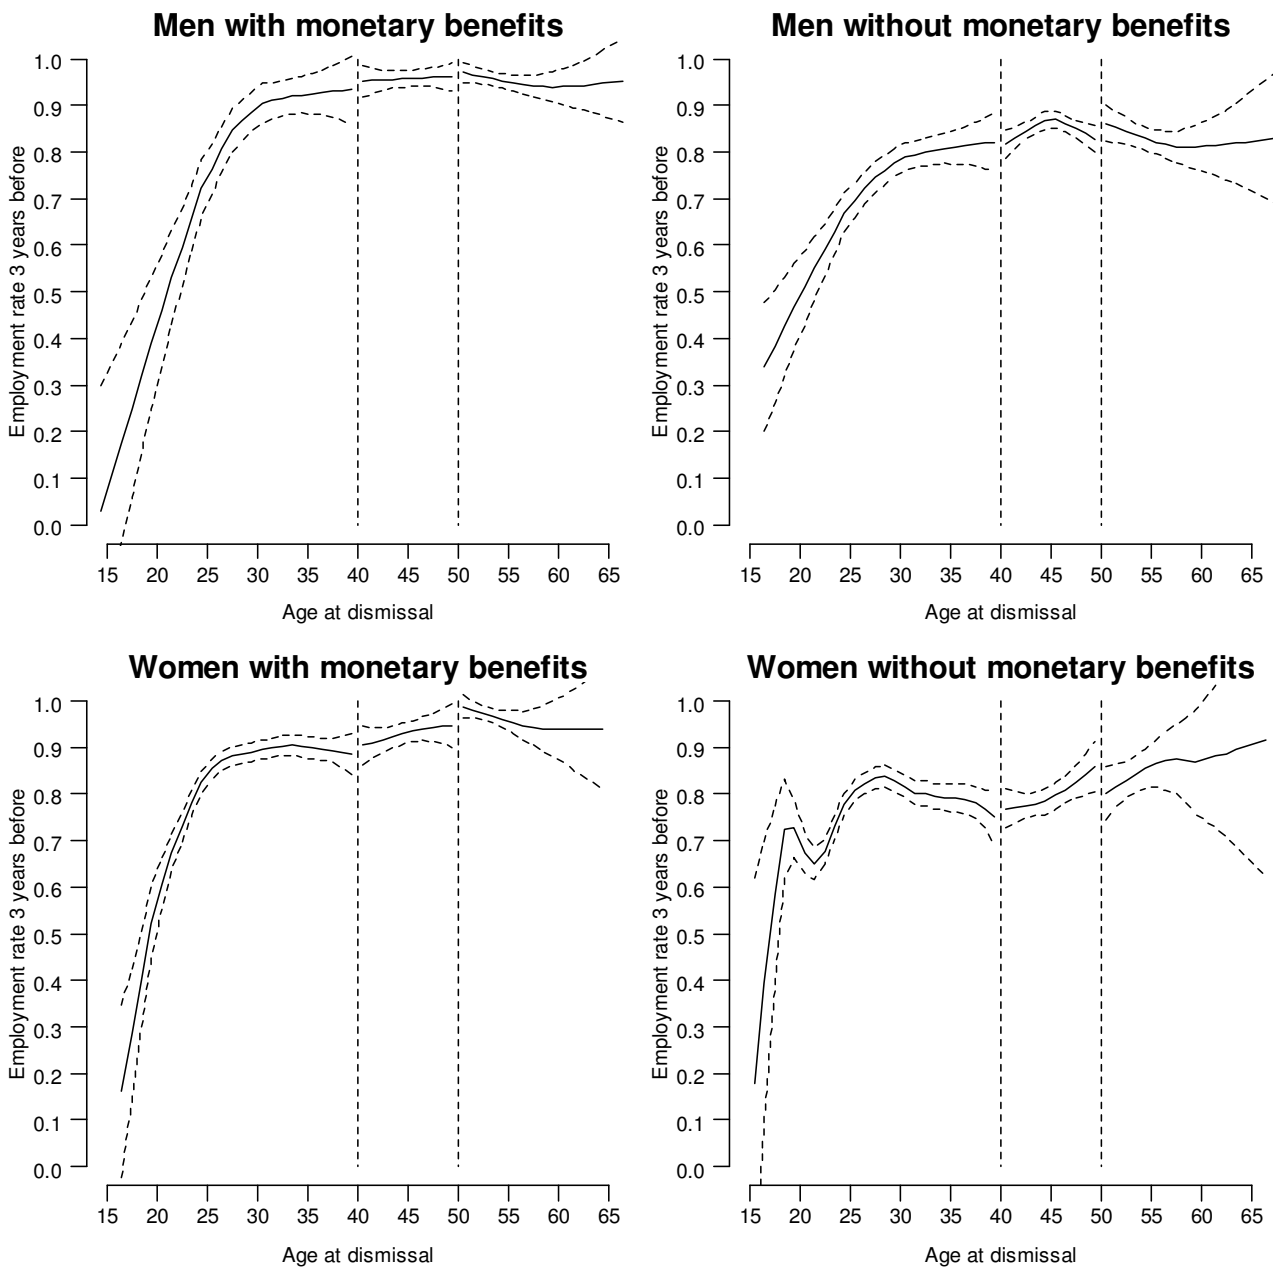 Men with monetary benefits
Employment rate 3 years before
1.0
0.9
0.8
0.7
0.6
0.5
0.4
0.3
0.2
0.1
0.0
15 20 25 30 35 40 45 50 55 60 65
Age at dismissal
Men without monetary benefits
Employment rate 3 years before
1.0
0.9
0.8
0.7
0.6
0.5
0.4
0.3
0.2
0.1
0.0
15 20 25 30 35 40 45 50 55 60 65
Age at dismissal
Women with monetary benefits
Employment rate 3 years before
1.0
0.9
0.8
0.7
0.6
0.5
0.4
0.3
0.2
0.1
0.0
15 20 25 30 35 40 45 50 55 60 65
Age at dismissal
Women without monetary benefits
Employment rate 3 years before
1.0
0.9
0.8
0.7
0.6
0.5
0.4
0.3
0.2
0.1
0.0
15 20 25 30 35 40 45 50 55 60 65
Age at dismissal